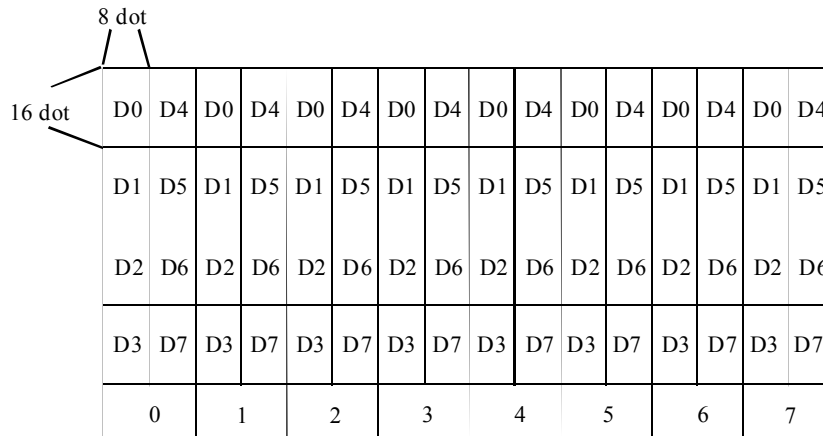 8 dot
16 dot
D0 D4 D0 D4 D0 D4 D0 D4 D0 D4 D0 D4 D0 D4 D0 D4
D1 D5 D1 D5 D1 D5 D1 D5 D1 D5 D1 D5 D1 D5 D1 D5
D2 D6 D2 D6 D2 D6 D2 D6 D2 D6 D2 D6 D2 D6 D2 D6
D3 D7 D3 D7 D3 D7 D3 D7 D3 D7 D3 D7 D3 D7 D3 D7
0 1 2 3 4 5 6 7